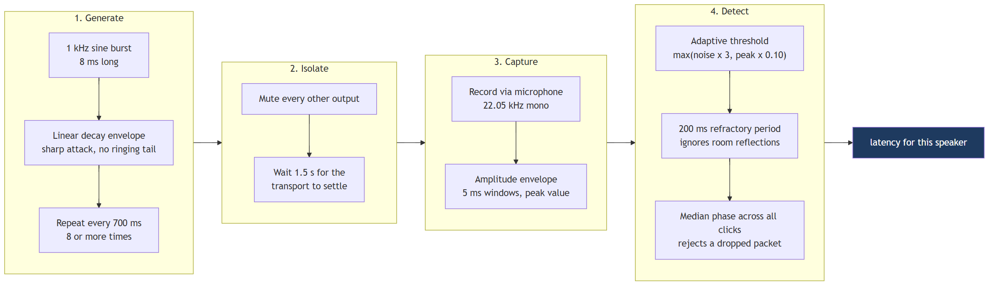 1. Generate
1 kHz sine burst
8 ms long
Linear decay envelope
sharp attack, no ringing tail
Repeat every 700 ms
8 or more times
2. Isolate
Mute every other output
Wait 1.5 s for the
transport to settle
3. Capture
Record via microphone
22.05 kHz mono
Amplitude envelope
5 ms windows, peak value
4. Detect
Adaptive threshold
max(noise x 3, peak x 0.10)
200 ms refractory period
ignores room reflections
Median phase across all
clicks
rejects a dropped packet
latency for this speaker